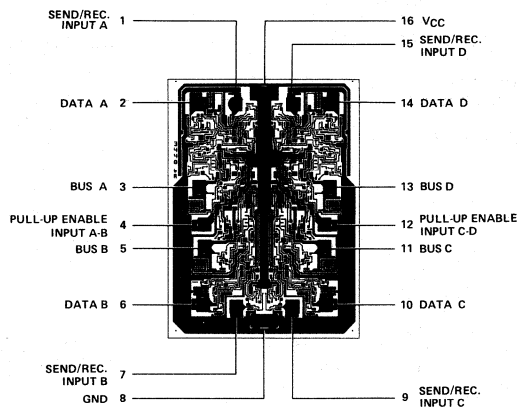 SEND/REC.
INPUT A 1
16 VCC
15 SEND/REC.
INPUT D
DATA A 2
14 DATA D
BUS A 3
13 BUS D
PULL-UP ENABLE
INPUT A-B 4
12 PULL-UP ENABLE
INPUT C-D
BUS B 5
11 BUS C
DATA B 6
10 DATA C
SEND/REC.
INPUT B 7
GND 8
9 SEND/REC.
INPUT C